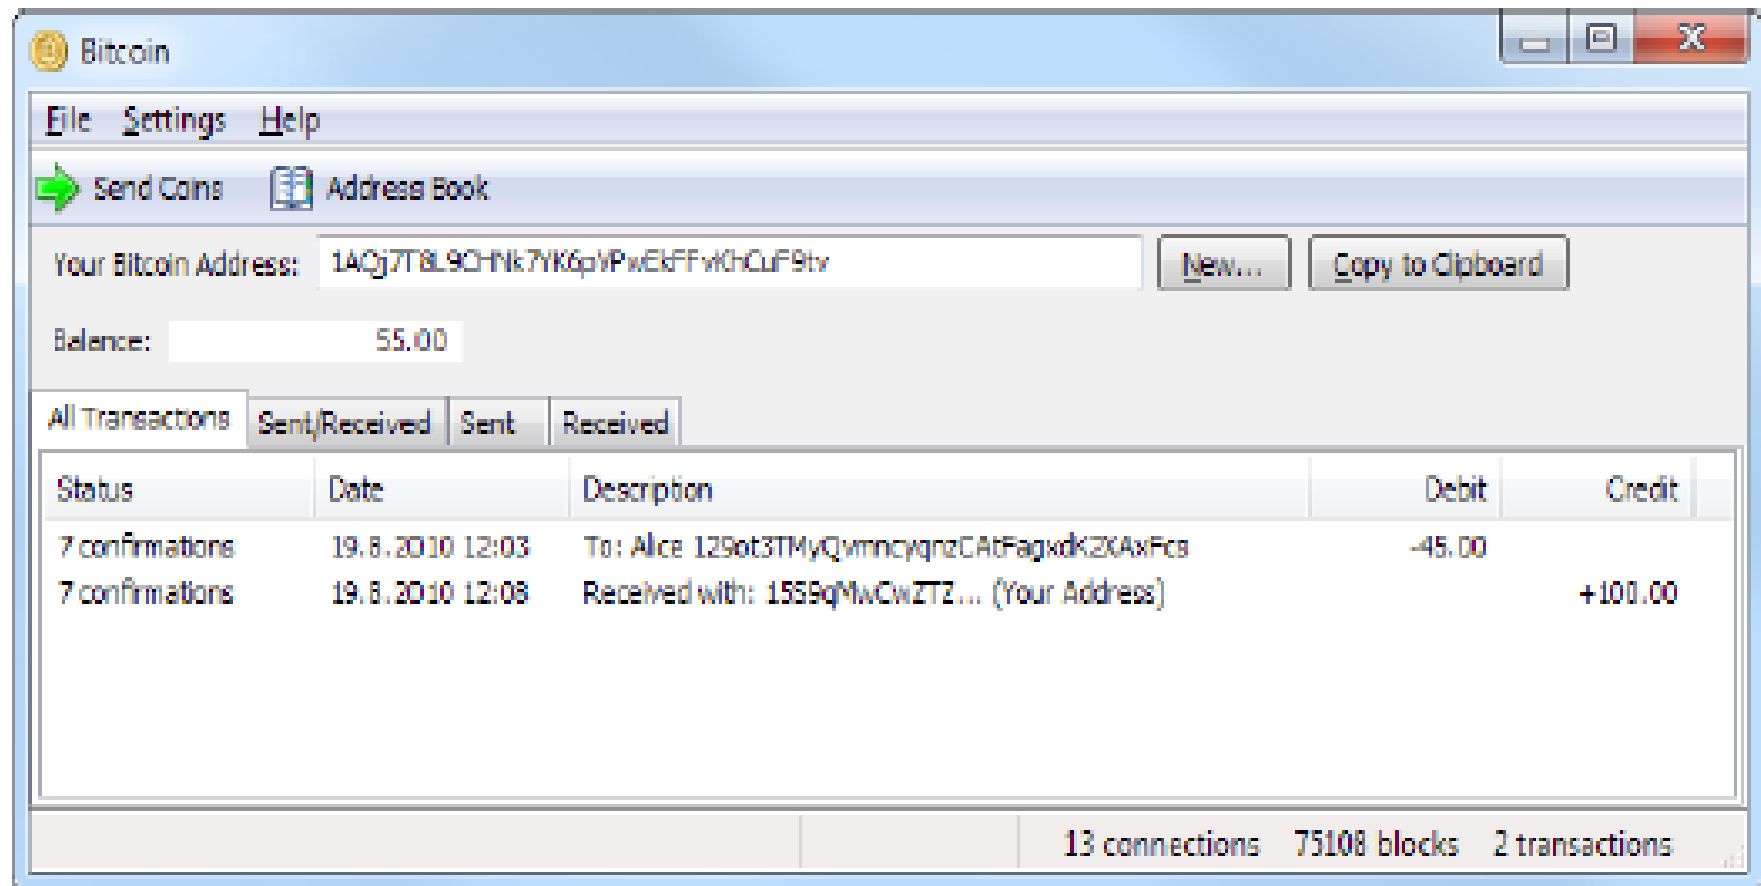 Bitcoin
File Settings Help
Send Coins Address Book
Your Bitcoin Address: New... Copy to Clipboard
Balance: 55.00
All Transactions Sent/Received Sent Received
Status Date Description Debit Credit
7 confirmations 19.8.2010 12:03 To: Alice -45.00
7 confirmations 19.8.2010 12:08 Received with: (Your Address) +100.00
13 connections 75108 blocks 2 transactions